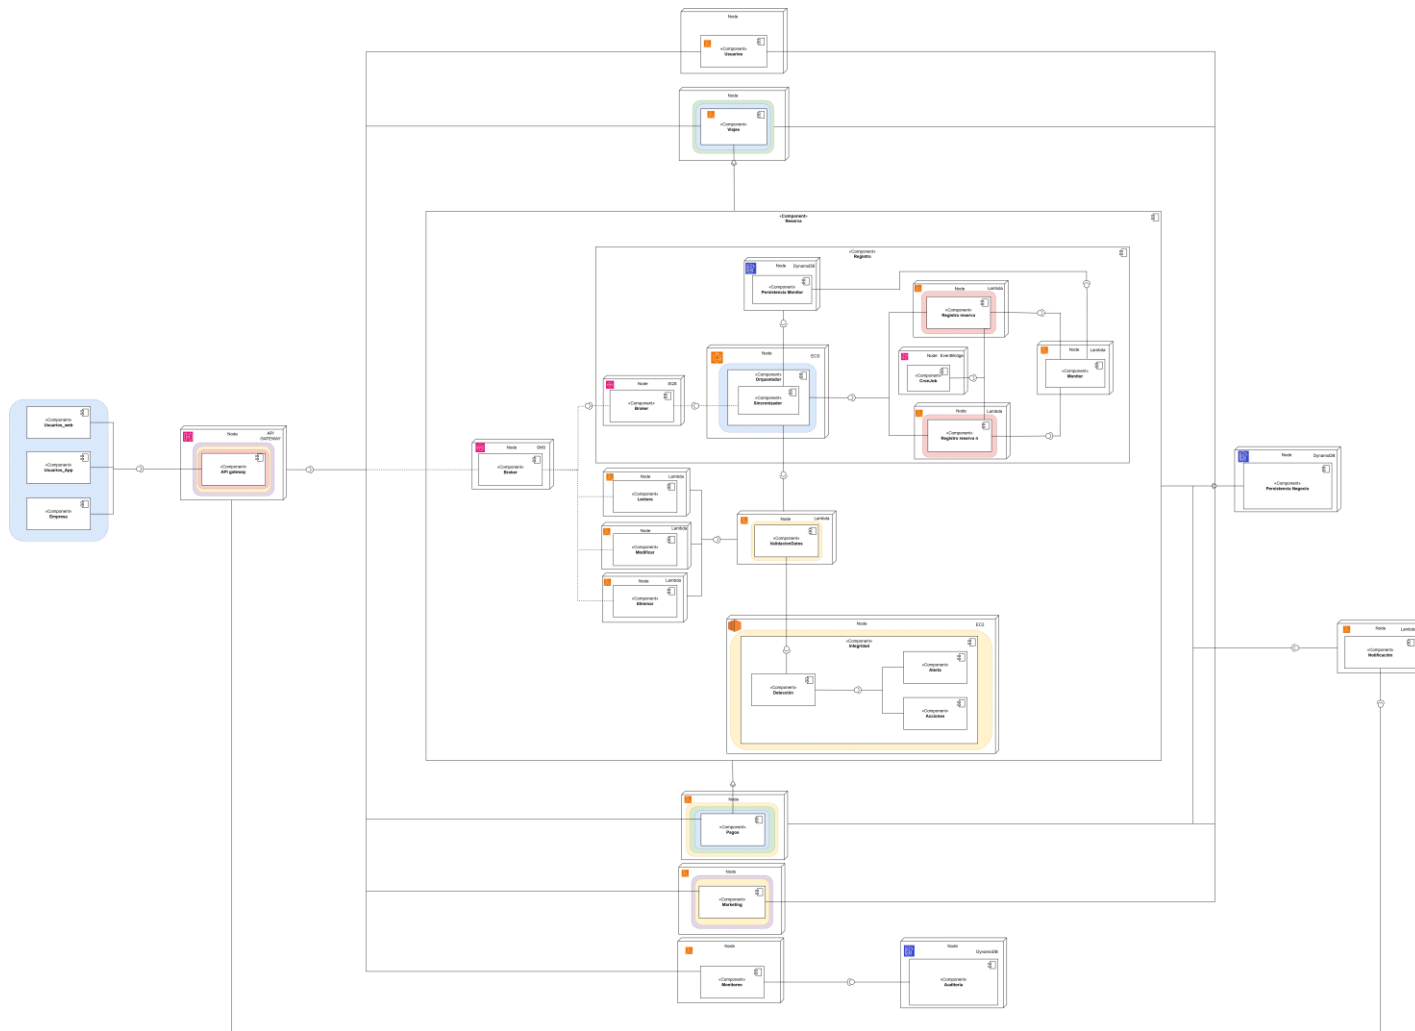 Node
«Component»
Usuarios
Node
«Component»
Viajes
«Component»
Reserva
«Component»
Registro
Node
DynamoDB
«Component»
Persistencia Monitor
Node
Lambda
«Component»
Registro reserva
Node
EventBridge
«Component»
CronJob
Node
Lambda
«Component»
Monitor
Node
Lambda
«Component»
Registro reserva n
Node
ECS
«Component»
Orquestador
«Component»
Sincronizador
Node
SQS
«Component»
Broker
«Component»
Usuarios_web
«Component»
Usuarios_App
«Component»
Empresa
Node
API
GATEWAY
«Component»
API gateway
Node
SNS
«Component»
Broker
Node
Lambda
«Component»
Lectura
Node
Lambda
«Component»
Modificar
Node
Lambda
«Component»
Eliminar
Node
Lambda
«Component»
ValidacionDatos
Node
DynamoDB
«Component»
Persistencia Negocio
Node
EC2
«Component»
Integridad
«Component»
Detección
«Component»
Alerta
«Component»
Acciones
Node
Lambda
«Component»
Notificación
Node
«Component»
Pagos
Node
«Component»
Marketing
Node
«Component»
Monitoreo
Node
DynamoDB
«Component»
Auditoria